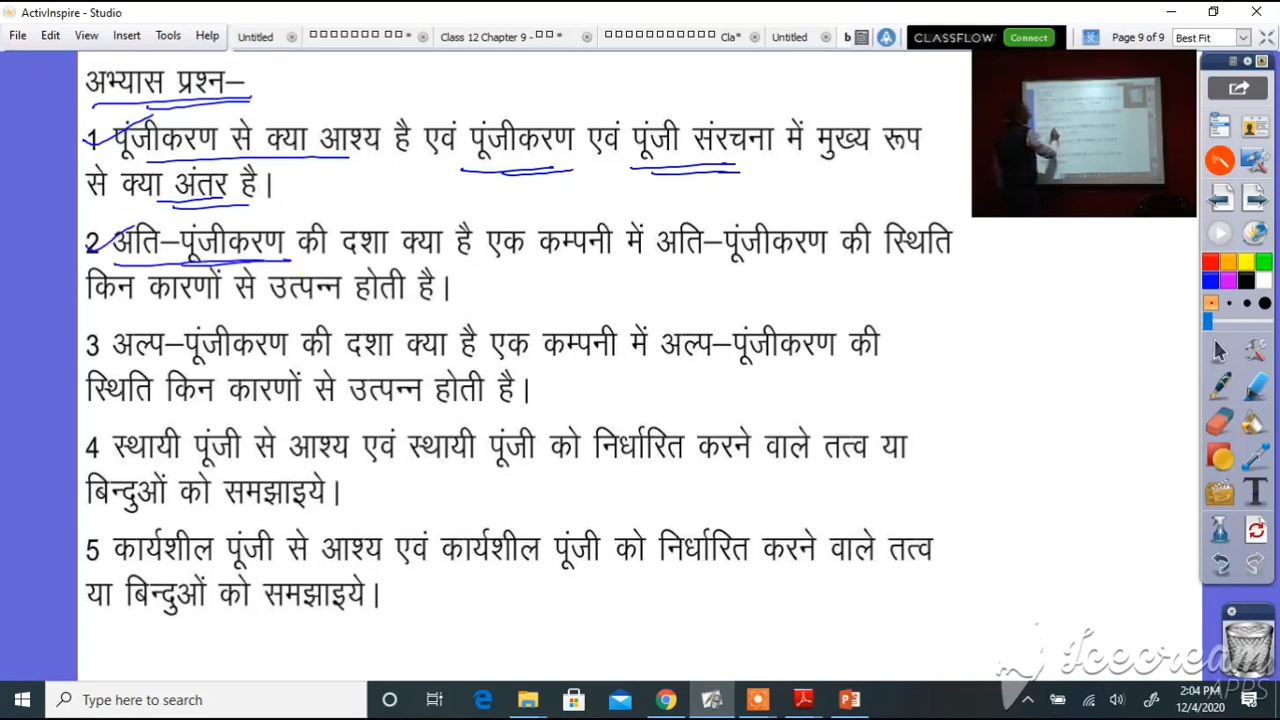 ActivInspire - Studio
File Edit View Insert Tools Help Untitled Class 12 Chapter 9 - Cla* Untitled b CLASSFLOW Connect Page 9 of 9 Best Fit
अभ्यास प्रश्न–
1 पूंजीकरण से क्या आश्य है एवं पूंजीकरण एवं पूंजी संरचना में मुख्य रूप
से क्या अंतर है।
2 अति–पूंजीकरण की दशा क्या है एक कम्पनी में अति–पूंजीकरण की स्थिति
किन कारणों से उत्पन्न होती है।
3 अल्प–पूंजीकरण की दशा क्या है एक कम्पनी में अल्प–पूंजीकरण की
स्थिति किन कारणों से उत्पन्न होती है।
4 स्थायी पूंजी से आश्य एवं स्थायी पूंजी को निर्धारित करने वाले तत्व या
बिन्दुओं को समझाइये।
5 कार्यशील पूंजी से आश्य एवं कार्यशील पूंजी को निर्धारित करने वाले तत्व
या बिन्दुओं को समझाइये।
Icecream
APPS
Type here to search
2:04 PM
12/4/2020